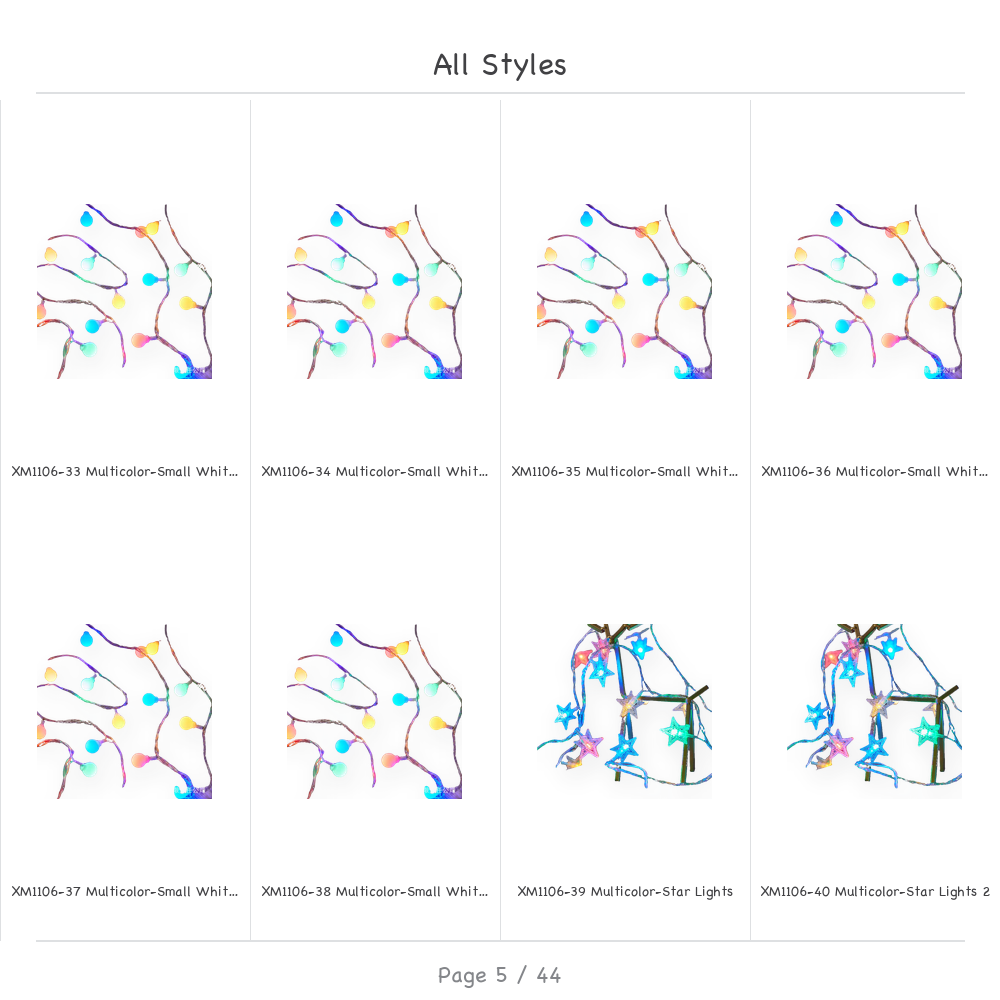 All Styles
XM1106-33 Multicolor-Small Whit...
XM1106-34 Multicolor-Small Whit...
XM1106-35 Multicolor-Small Whit...
XM1106-36 Multicolor-Small Whit...
XM1106-37 Multicolor-Small Whit...
XM1106-38 Multicolor-Small Whit...
XM1106-39 Multicolor-Star Lights
XM1106-40 Multicolor-Star Lights 2
Page 5 / 44